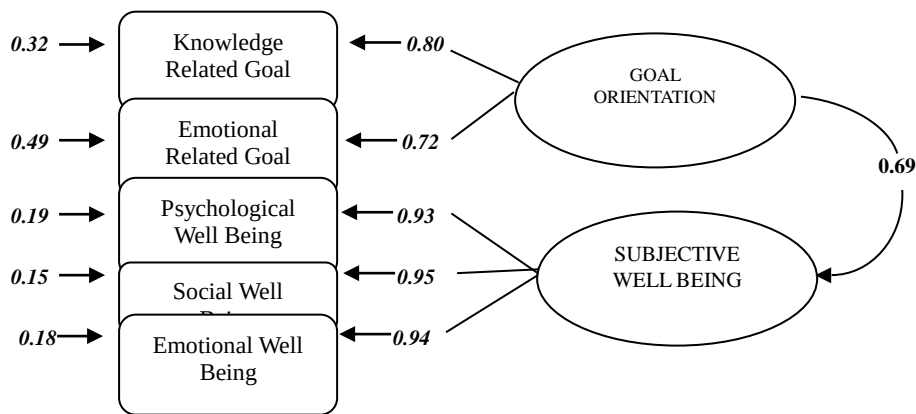 0.32
Knowledge
Related Goal
0.80
GOAL
ORIENTATION
0.49
Emotional
Related Goal
0.72
0.69
0.19
Psychological
Well Being
0.93
SUBJECTIVE
WELL BEING
0.15
Social Well
0.95
0.18
Emotional Well
Being
0.94